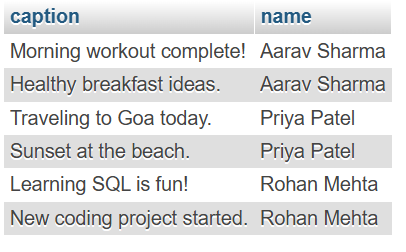 caption name
Morning workout complete! Aarav Sharma
Healthy breakfast ideas. Aarav Sharma
Traveling to Goa today. Priya Patel
Sunset at the beach. Priya Patel
Learning SQL is fun! Rohan Mehta
New coding project started. Rohan Mehta